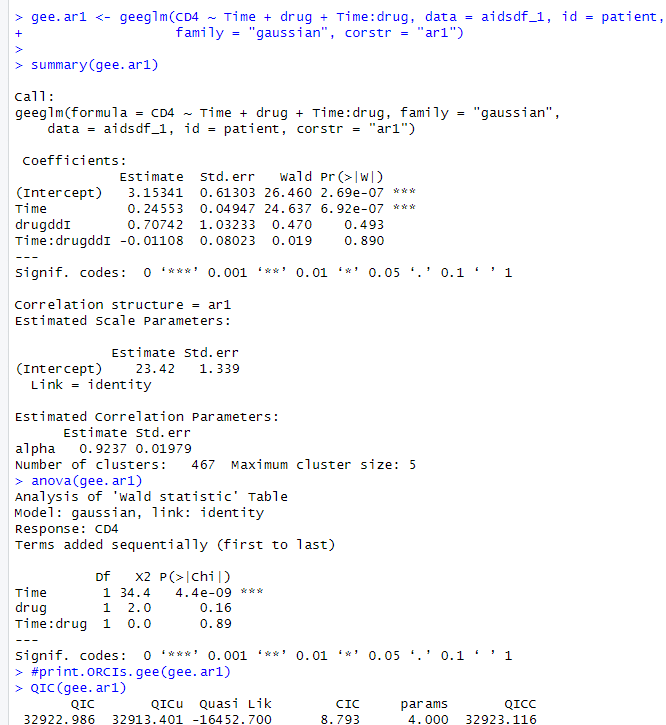 > gee.ar1 <- geeglm(CD4 ~ Time + drug + Time:drug, data = aidsdf_1, id = patient,
+                   family = "gaussian", corstr = "ar1")
>
> summary(gee.ar1)

Call:
geeglm(formula = CD4 ~ Time + drug + Time:drug, family = "gaussian",
    data = aidsdf_1, id = patient, corstr = "ar1")

 Coefficients:
             Estimate  Std.err   Wald Pr(>|W|)
(Intercept)   3.15341  0.61303 26.460 2.69e-07 ***
Time          0.24553  0.04947 24.637 6.92e-07 ***
drugddI       0.70742  1.03233  0.470    0.493
Time:drugddI -0.01108  0.08023  0.019    0.890
---
Signif. codes:  0 ‘***’ 0.001 ‘**’ 0.01 ‘*’ 0.05 ‘.’ 0.1 ‘ ’ 1

Correlation structure = ar1
Estimated Scale Parameters:

            Estimate Std.err
(Intercept)    23.42   1.339
  Link = identity

Estimated Correlation Parameters:
      Estimate Std.err
alpha   0.9237 0.01979
Number of clusters:   467  Maximum cluster size: 5
> anova(gee.ar1)
Analysis of 'Wald statistic' Table
Model: gaussian, link: identity
Response: CD4
Terms added sequentially (first to last)

          Df   X2 P(>|Chi|)
Time       1 34.4   4.4e-09 ***
drug       1  2.0      0.16
Time:drug  1  0.0      0.89
---
Signif. codes:  0 ‘***’ 0.001 ‘**’ 0.01 ‘*’ 0.05 ‘.’ 0.1 ‘ ’ 1
> #print.ORCIs.gee(gee.ar1)
> QIC(gee.ar1)
       QIC       QICu  Quasi Lik        CIC     params       QICC
 32922.986  32913.401 -16452.700      8.793      4.000  32923.116